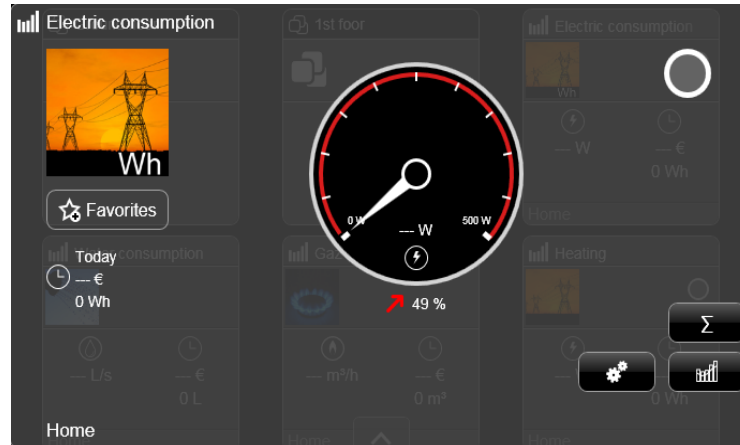 Electric consumption
1st foor
Electric consumption
Wh
Wh
Favorites
0 W
500 W
--- W
--- W
--- €
0 Wh
Home
consumption
Today
--- €
0 Wh
Gaz
Heating
49 %
Σ
--- L/s
--- €
0 L
--- m³/h
--- €
0 m³
0 Wh
Home
Home
Home